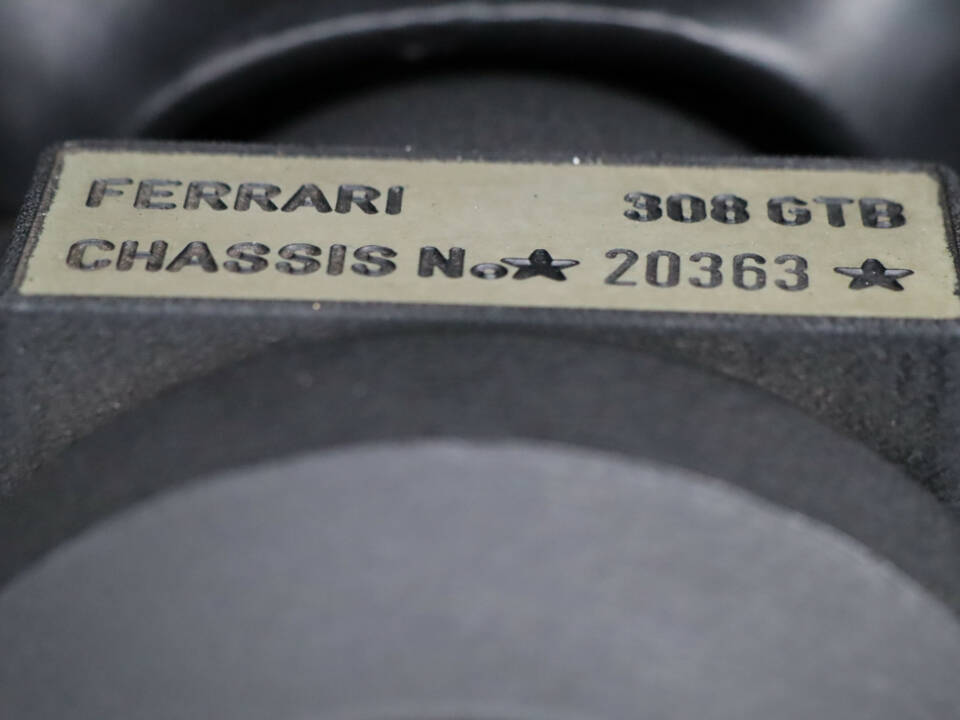 FERRARI 308 GTB
CHASSIS No.★ 20363 ★